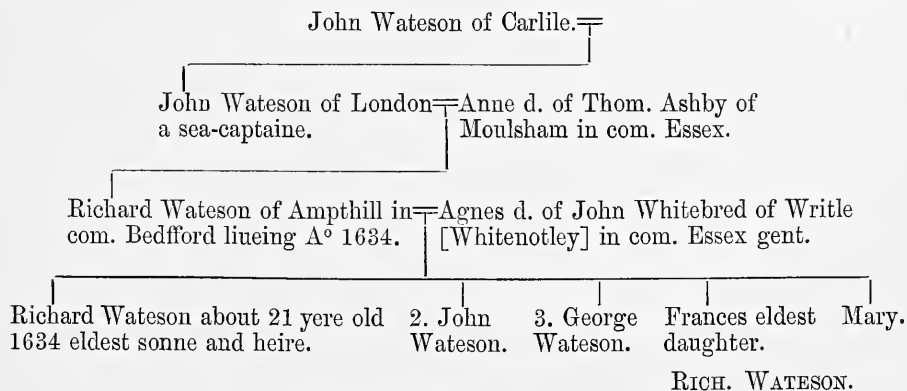 John Wateson of Carlile.
John Wateson of London
a sea-captaine.
Anne d. of Thom. Ashby of
Moulsham in com. Essex.
Richard Wateson of Ampthill in
com. Bedfford liueing Aº 1634.
Agnes d. of John Whitebred of Writle
[Whitenotley] in com. Essex gent.
Richard Wateson about 21 yere old
1634 eldest sonne and heire.
2. John
Wateson.
3. George
Wateson.
Frances eldest
daughter.
Mary.
RICH. WATESON.